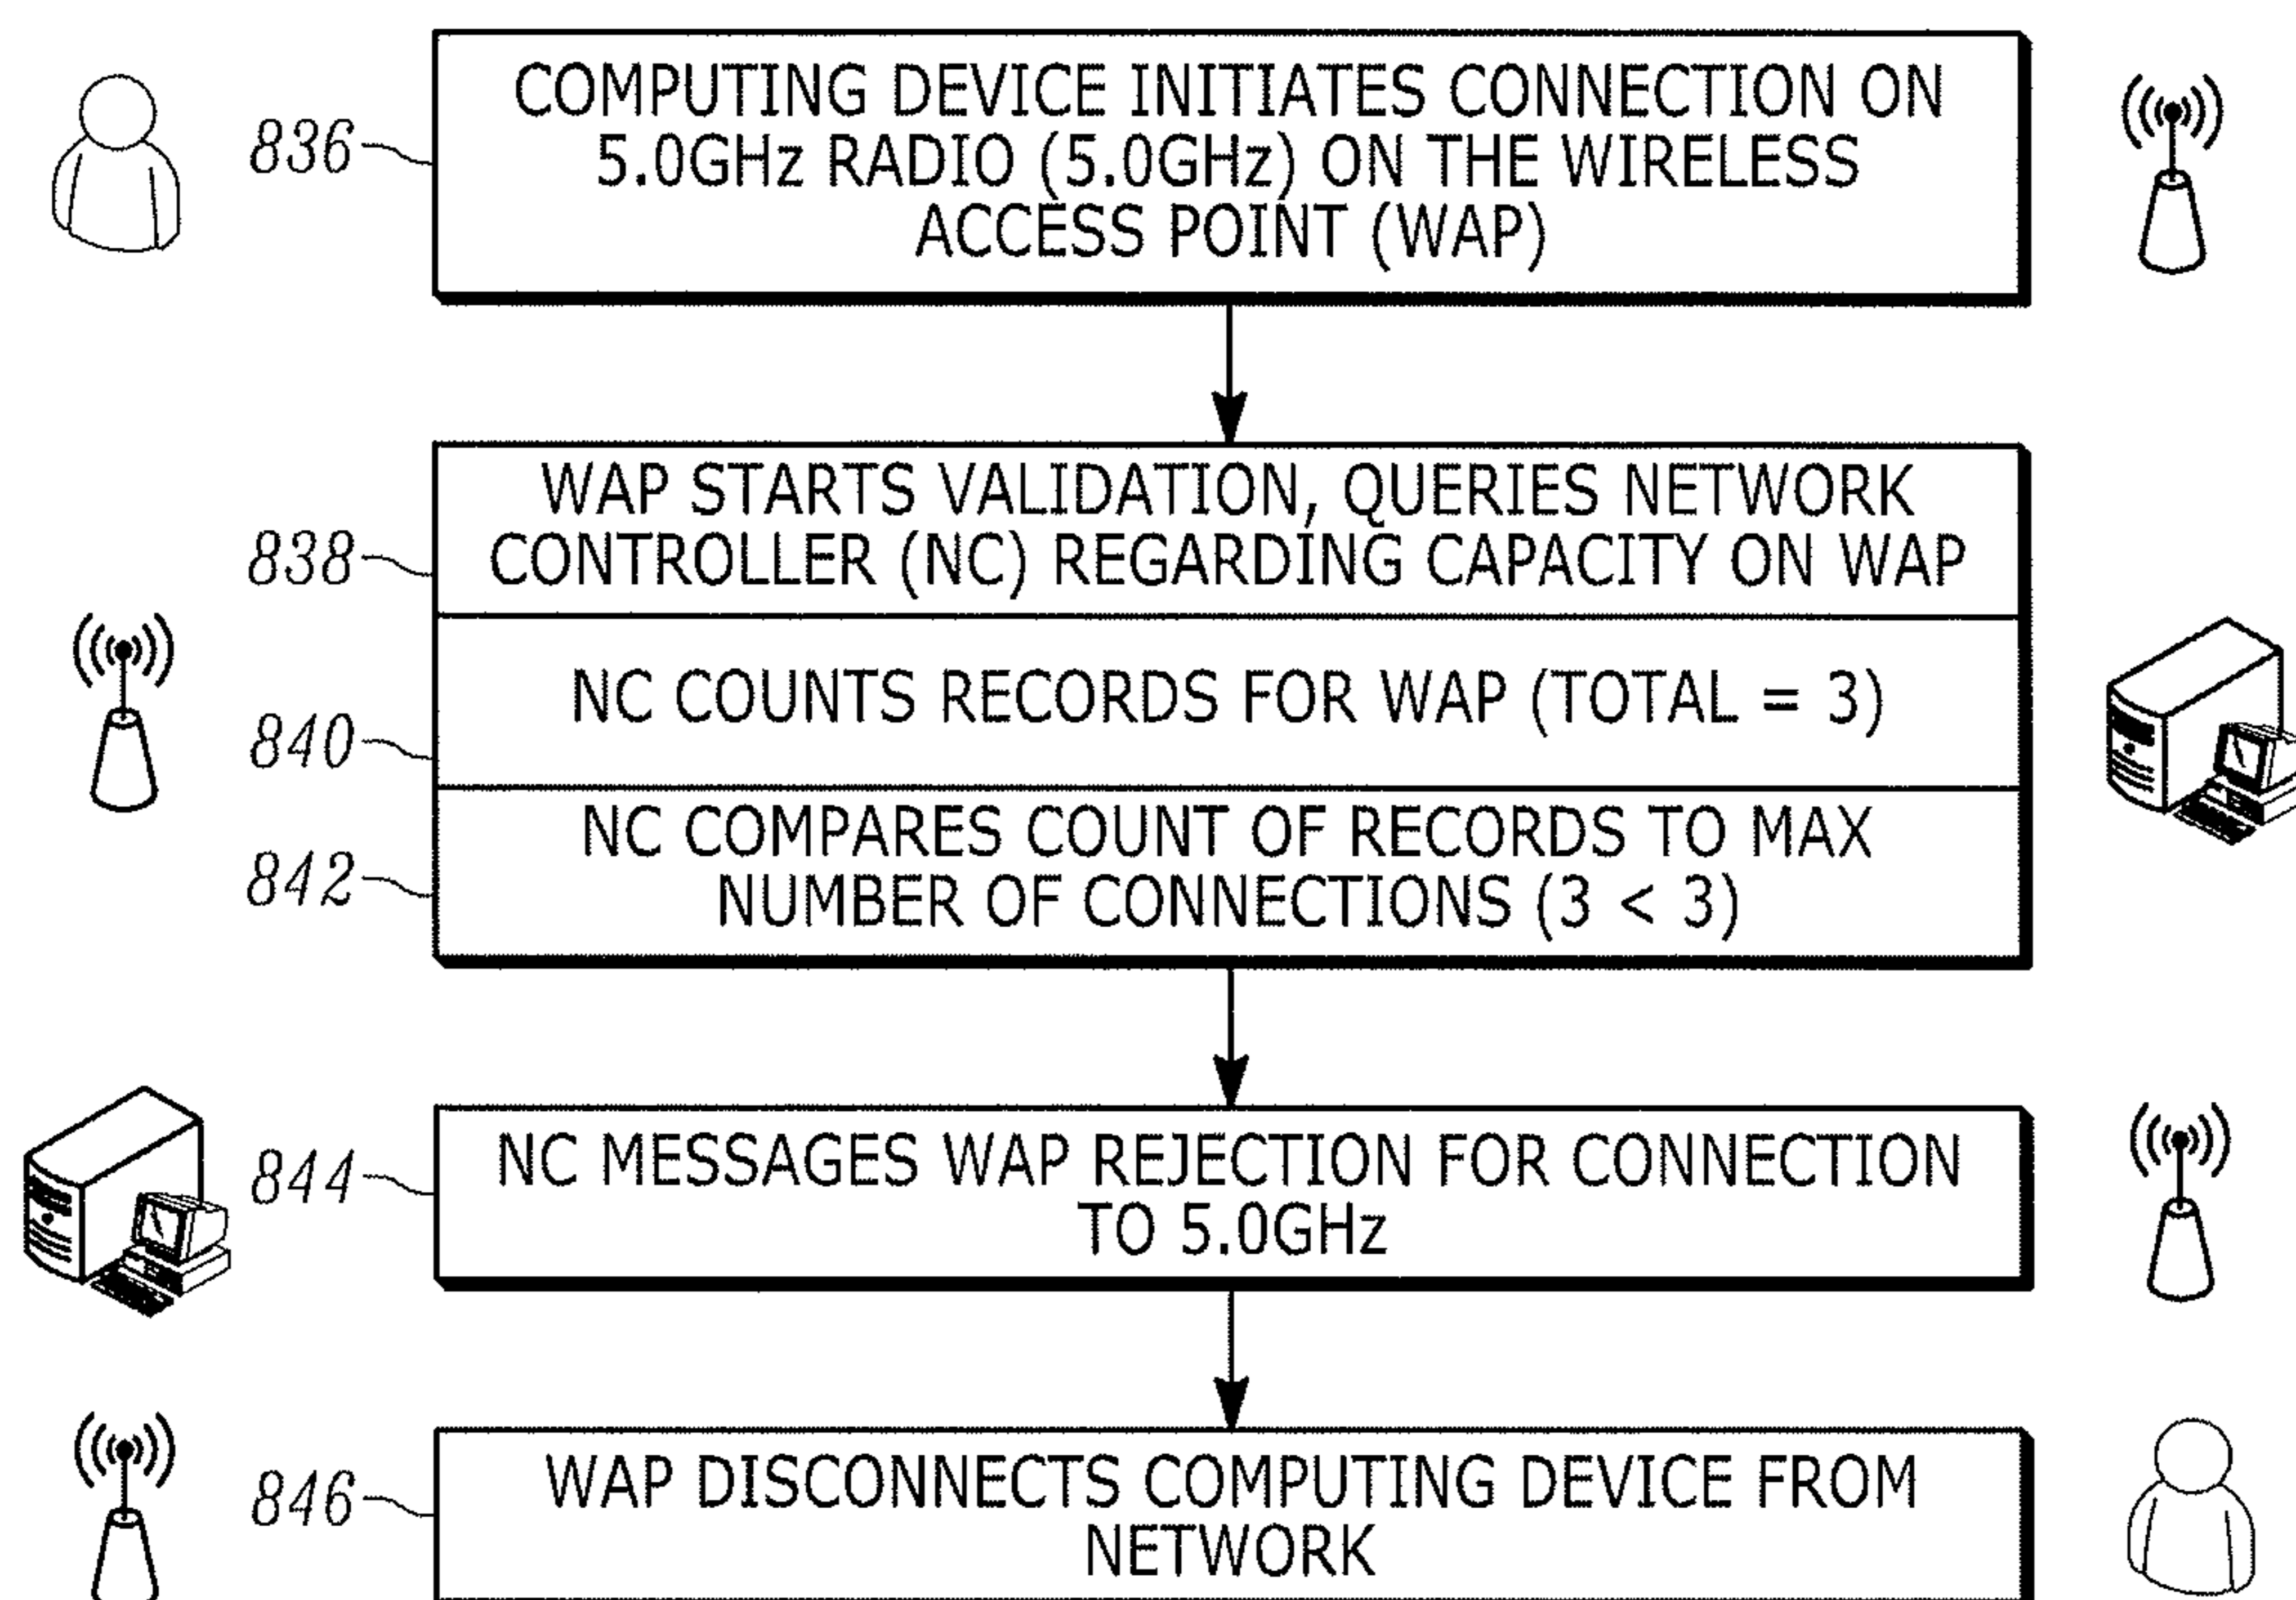 836
COMPUTING DEVICE INITIATES CONNECTION ON
5.0GHz RADIO (5.0GHz) ON THE WIRELESS
ACCESS POINT (WAP)
838
WAP STARTS VALIDATION, QUERIES NETWORK
CONTROLLER (NC) REGARDING CAPACITY ON WAP
840
NC COUNTS RECORDS FOR WAP (TOTAL = 3)
842
NC COMPARES COUNT OF RECORDS TO MAX
NUMBER OF CONNECTIONS (3 < 3)
844
NC MESSAGES WAP REJECTION FOR CONNECTION
TO 5.0GHz
846
WAP DISCONNECTS COMPUTING DEVICE FROM
NETWORK